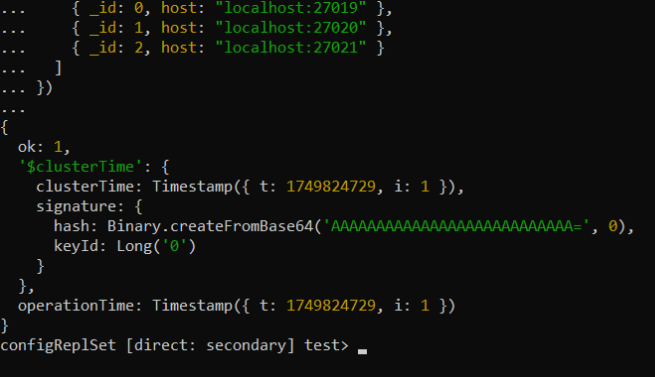 ...     { _id: 0, host: "localhost:27019" },
...     { _id: 1, host: "localhost:27020" },
...     { _id: 2, host: "localhost:27021" }
...   ]
... })
...
{
  ok: 1,
  '$clusterTime': {
    clusterTime: Timestamp({ t: 1749824729, i: 1 }),
    signature: {
      hash: Binary.createFromBase64('AAAAAAAAAAAAAAAAAAAAAAAAAAA=', 0),
      keyId: Long('0')
    }
  },
  operationTime: Timestamp({ t: 1749824729, i: 1 })
}
configReplSet [direct: secondary] test>